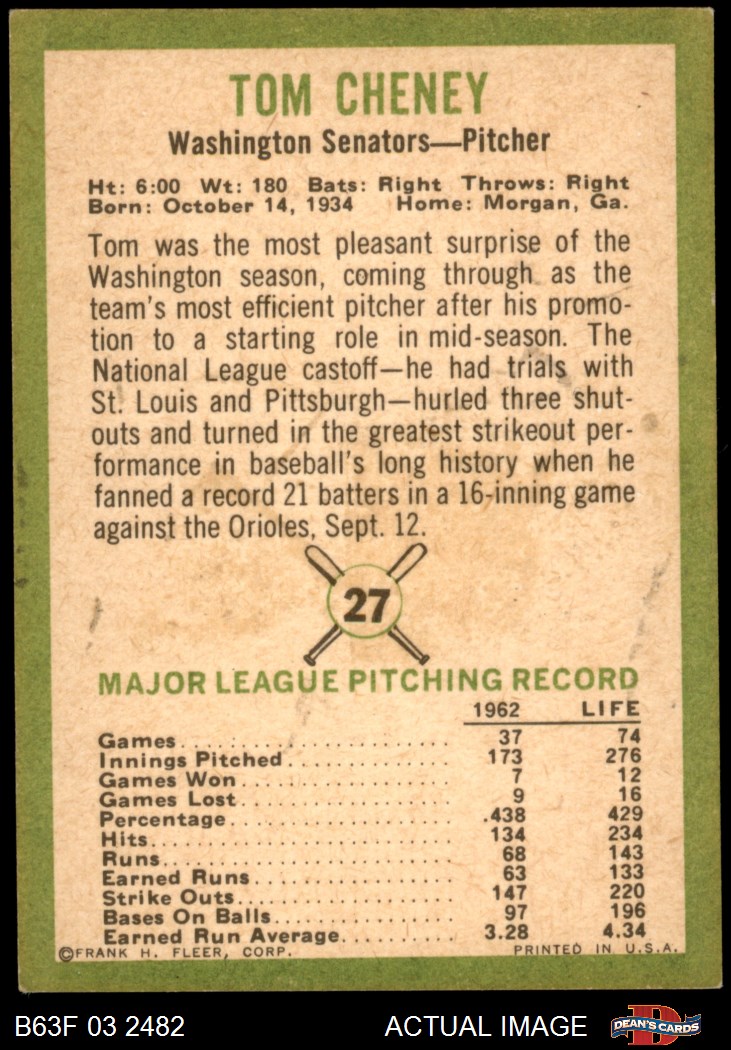 TOM CHENEY
Washington Senators—Pitcher
Ht: 6:00 Wt: 180 Bats: Right Throws: Right
Born: October 14, 1934 Home: Morgan, Ga.
Tom was the most pleasant surprise of the
Washington season, coming through as the
team's most efficient pitcher after his promo-
tion to a starting role in mid-season. The
National League castoff—he had trials with
St. Louis and Pittsburgh—hurled three shut-
outs and turned in the greatest strikeout per-
formance in baseball's long history when he
fanned a record 21 batters in a 16-inning game
against the Orioles, Sept. 12.
27
MAJOR LEAGUE PITCHING RECORD
1962 LIFE
Games 37 74
Innings Pitched 173 276
Games Won 7 12
Games Lost 9 16
Percentage .438 429
Hits 134 234
Runs 68 143
Earned Runs 63 133
Strike Outs 147 220
Bases On Balls 97 196
Earned Run Average 3.28 4.34
©FRANK H. FLEER, CORP. PRINTED IN U.S.A.
B63F 03 2482 ACTUAL IMAGE D DEAN'S CARDS